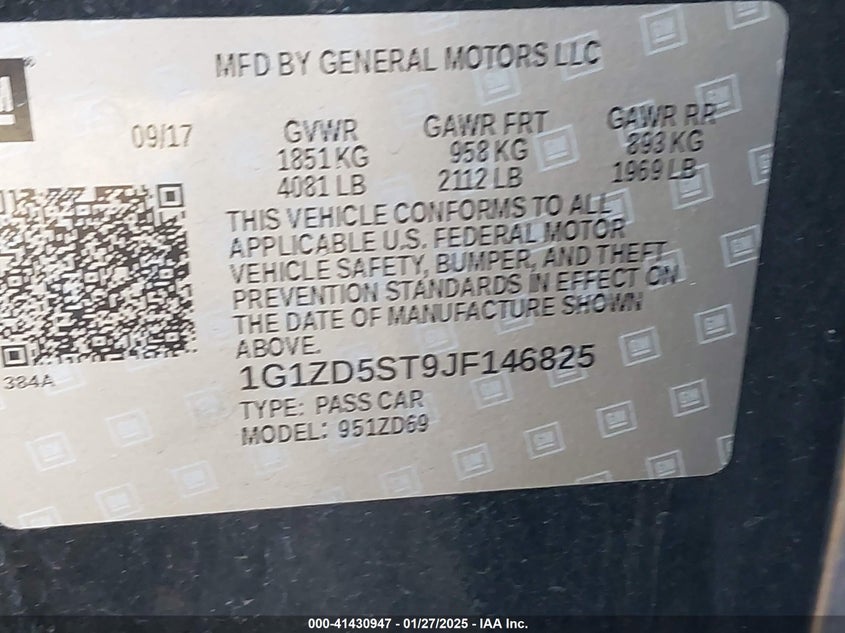 MFD BY GENERAL MOTORS LLC
09/17
GVWR
1851 KG
4081 LB
GAWR FRT
958 KG
2112 LB
GAWR RR
893 KG
1969 LB
THIS VEHICLE CONFORMS TO ALL
APPLICABLE U.S. FEDERAL MOTOR
VEHICLE SAFETY, BUMPER, AND THEFT
PREVENTION STANDARDS IN EFFECT ON
THE DATE OF MANUFACTURE SHOWN
ABOVE.
384A
1G1ZD5ST9JF146825
TYPE: PASS CAR
MODEL: 951ZD69
000-41430947 - 01/27/2025 - IAA Inc.